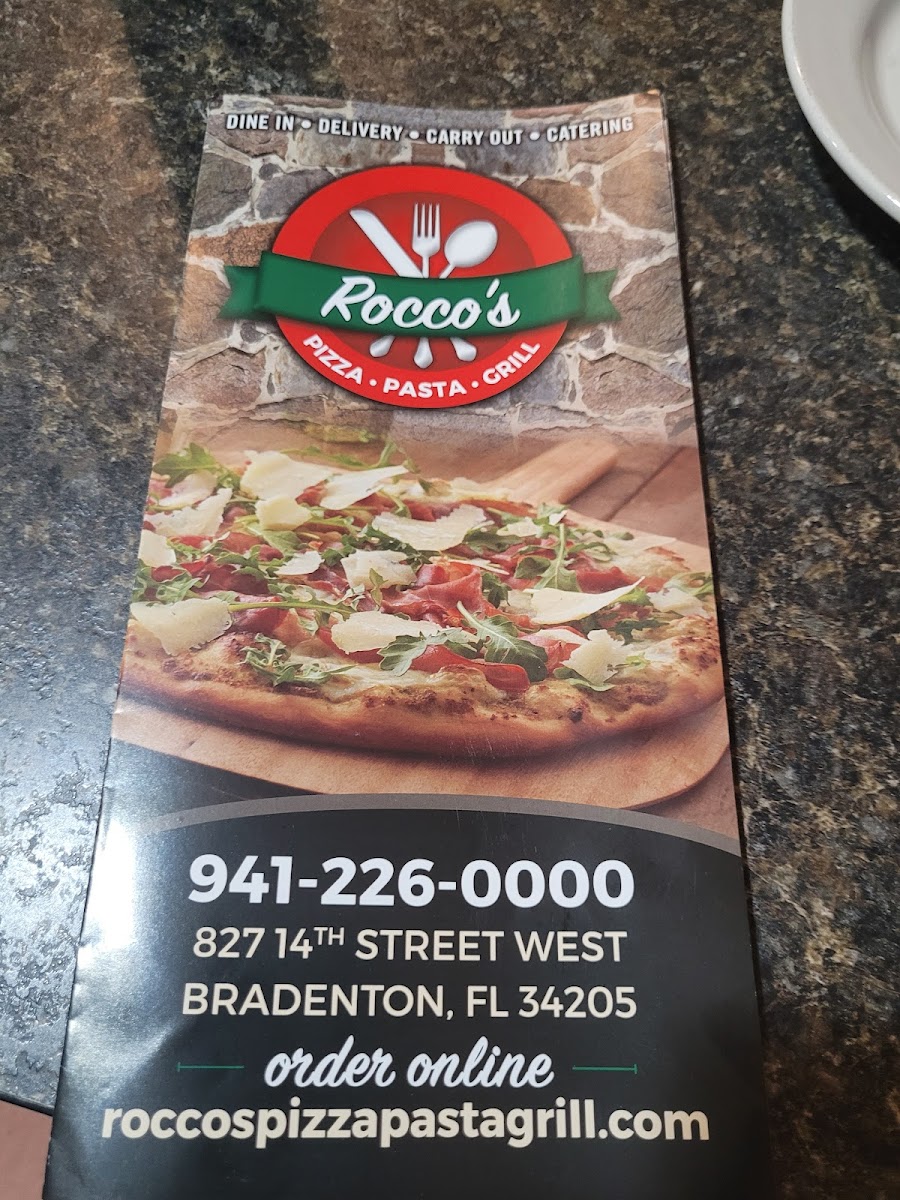 DINE IN • DELIVERY • CARRY OUT • CATERING
Rocco's
PIZZA • PASTA • GRILL
941-226-0000
827 14TH STREET WEST
BRADENTON, FL 34205
order online
roccospizzapastagrill.com